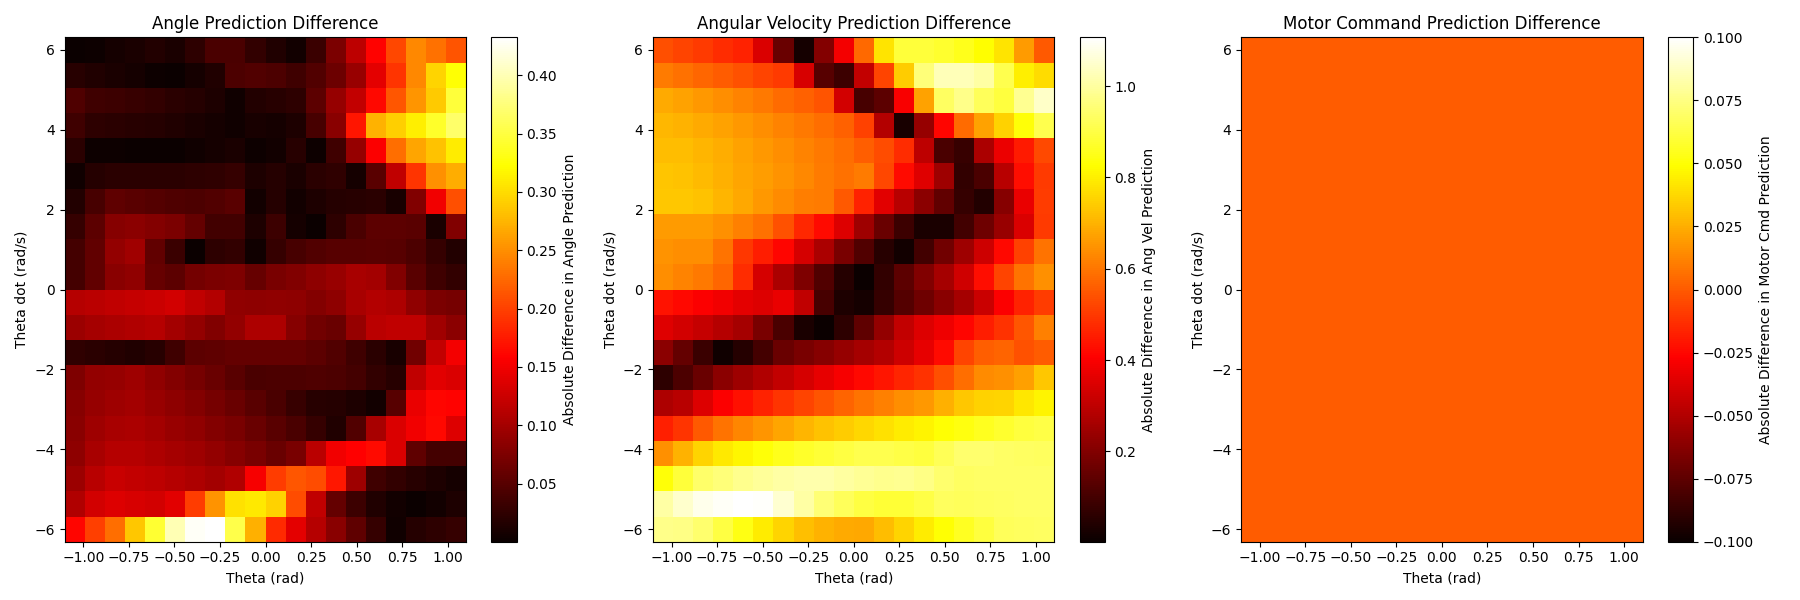 Angle Prediction Difference
6
4
2
0
−2
−4
−6
Theta dot (rad/s)
−1.00 −0.75 −0.50 −0.25 0.00 0.25 0.50 0.75 1.00
Theta (rad)
0.40
0.35
0.30
0.25
0.20
0.15
0.10
0.05
Absolute Difference in Angle Prediction
Angular Velocity Prediction Difference
6
4
2
0
−2
−4
−6
Theta dot (rad/s)
−1.00 −0.75 −0.50 −0.25 0.00 0.25 0.50 0.75 1.00
Theta (rad)
1.0
0.8
0.6
0.4
0.2
Absolute Difference in Ang Vel Prediction
Motor Command Prediction Difference
6
4
2
0
−2
−4
−6
Theta dot (rad/s)
−1.00 −0.75 −0.50 −0.25 0.00 0.25 0.50 0.75 1.00
Theta (rad)
0.100
0.075
0.050
0.025
0.000
−0.025
−0.050
−0.075
−0.100
Absolute Difference in Motor Cmd Prediction